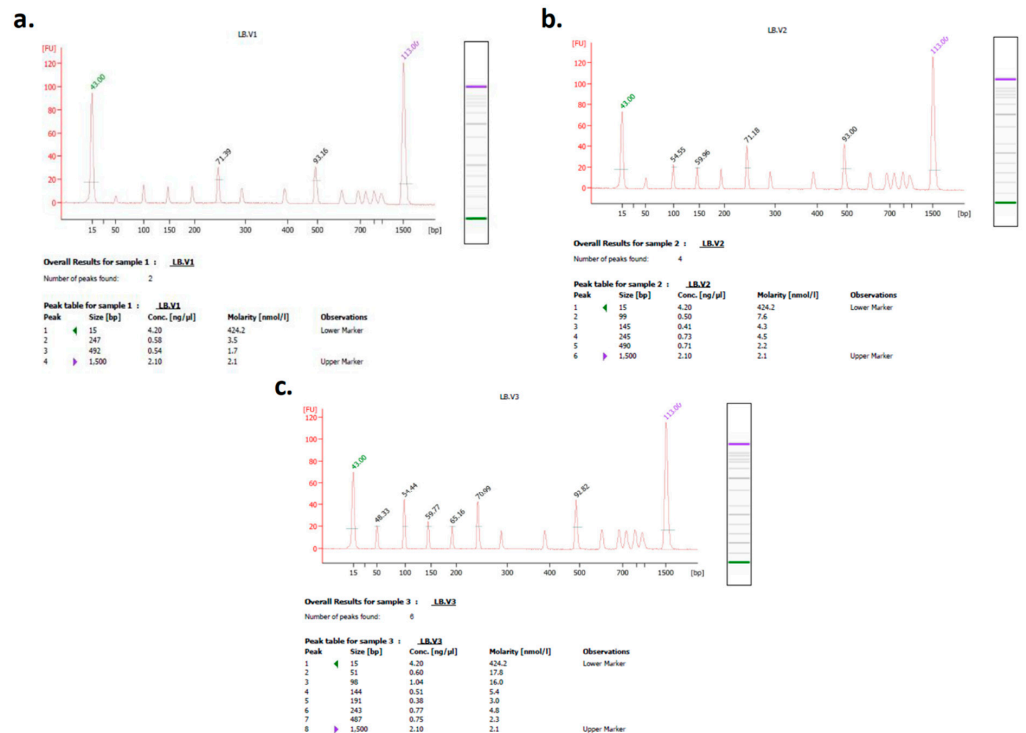 a.
LB.V1
[FU]
120
100
80
60
40
20
0
43.00
71.39
93.16
113.00
15 50 100 150 200 300 400 500 700 1500 [bp]
Overall Results for sample 1 : LB.V1
Number of peaks found: 2
Peak table for sample 1 : LB.V1
Peak Size [bp] Conc. [ng/µl] Molarity [nmol/l] Observations
1 15 4.20 424.2 Lower Marker
2 247 0.58 3.5
3 492 0.54 1.7
4 1,500 2.10 2.1 Upper Marker
b.
LB.V2
[FU]
120
100
80
60
40
20
0
43.00
54.55
59.96
71.18
93.00
113.00
15 50 100 150 200 300 400 500 700 1500 [bp]
Overall Results for sample 2 : LB.V2
Number of peaks found: 4
Peak table for sample 2 : LB.V2
Peak Size [bp] Conc. [ng/µl] Molarity [nmol/l] Observations
1 15 4.20 424.2 Lower Marker
2 99 0.50 7.6
3 145 0.41 4.3
4 245 0.73 4.5
5 490 0.71 2.2
6 1,500 2.10 2.1 Upper Marker
c.
LB.V3
[FU]
120
100
80
60
40
20
0
43.00
48.33
54.44
59.77
65.16
70.99
92.82
113.00
15 50 100 150 200 300 400 500 700 1500 [bp]
Overall Results for sample 3 : LB.V3
Number of peaks found: 6
Peak table for sample 3 : LB.V3
Peak Size [bp] Conc. [ng/µl] Molarity [nmol/l] Observations
1 15 4.20 424.2 Lower Marker
2 51 0.60 17.8
3 98 1.04 16.0
4 144 0.51 5.4
5 191 0.38 3.0
6 243 0.77 4.8
7 487 0.75 2.3
8 1,500 2.10 2.1 Upper Marker